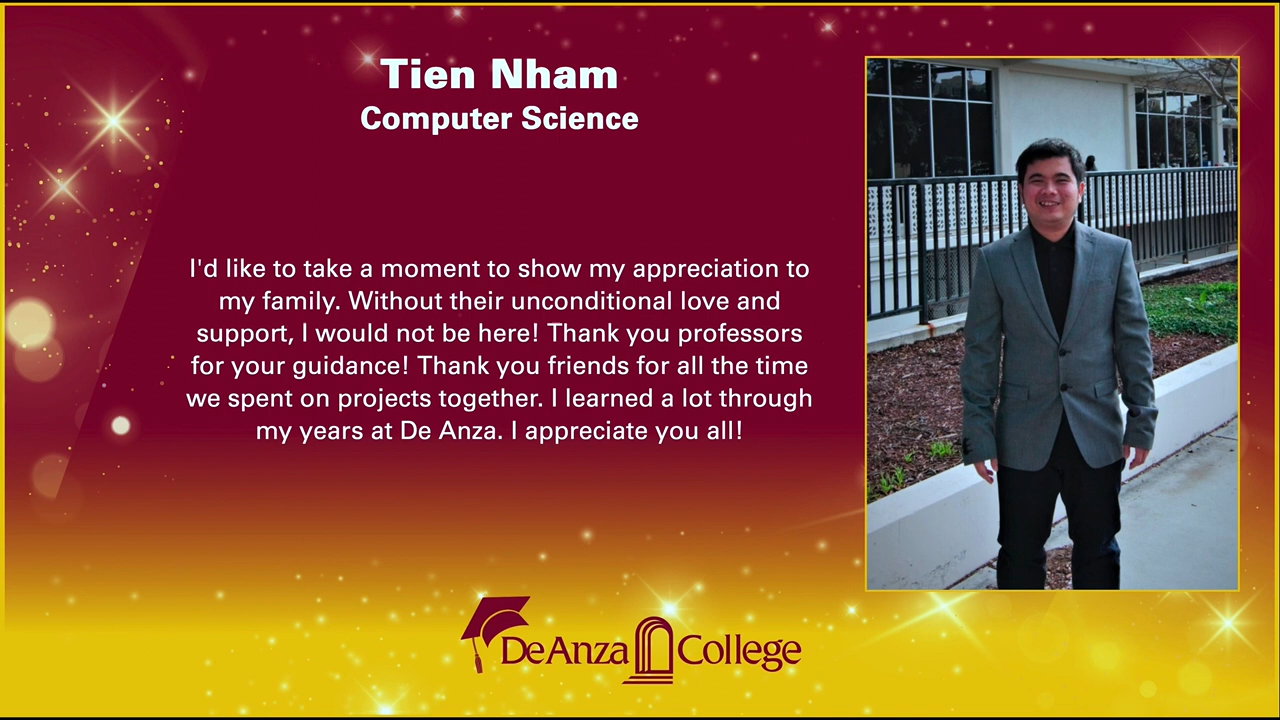 Tien Nham
Computer Science
I'd like to take a moment to show my appreciation to
my family. Without their unconditional love and
support, I would not be here! Thank you professors
for your guidance! Thank you friends for all the time
we spent on projects together. I learned a lot through
my years at De Anza. I appreciate you all!
De Anza College